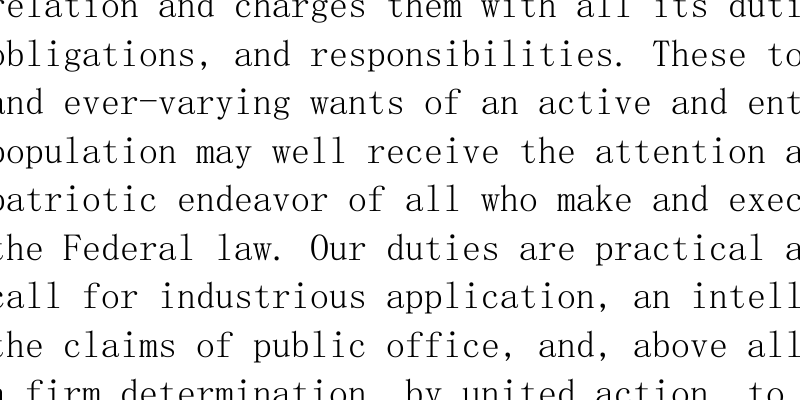 relation and charges them with all its duti
obligations, and responsibilities. These to
and ever-varying wants of an active and ent
population may well receive the attention a
patriotic endeavor of all who make and exec
the Federal law. Our duties are practical a
call for industrious application, an intell
the claims of public office, and, above all
a firm determination, by united action, to